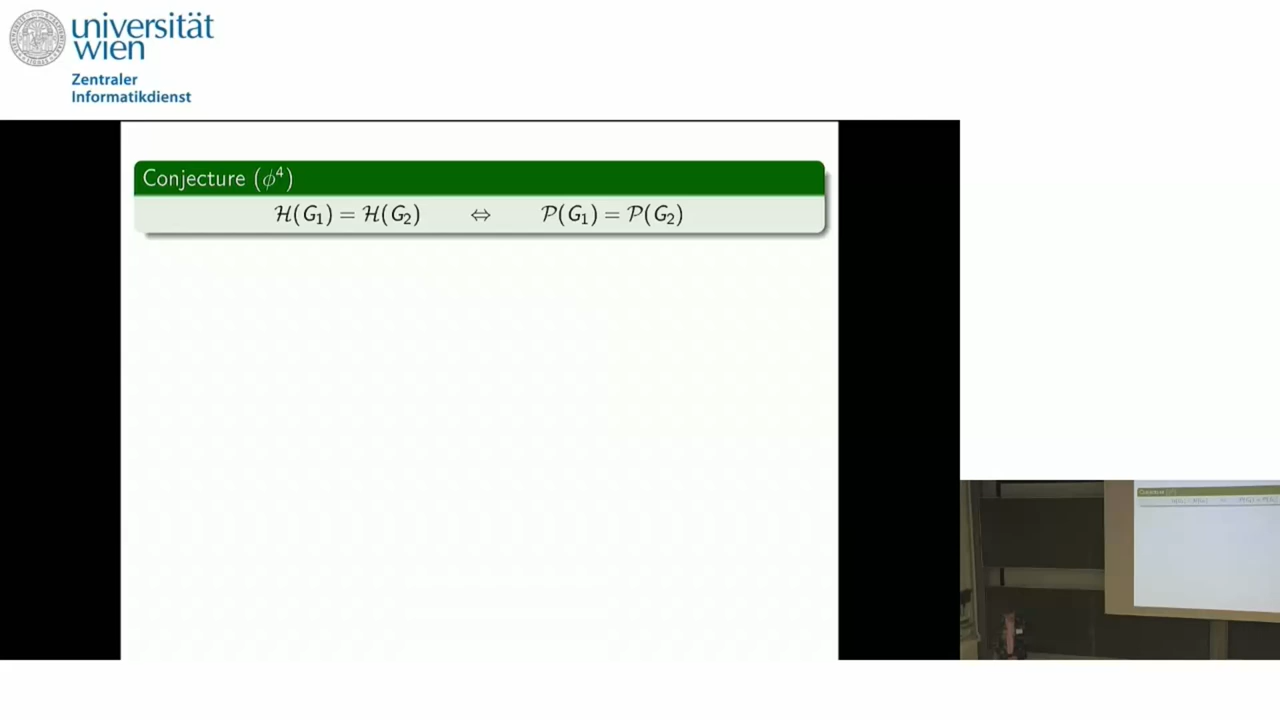 universität
wien
Zentraler
Informatikdienst
Conjecture (ϕ⁴)
ℋ(G₁) = ℋ(G₂) ⇔ 𝒫(G₁) = 𝒫(G₂)